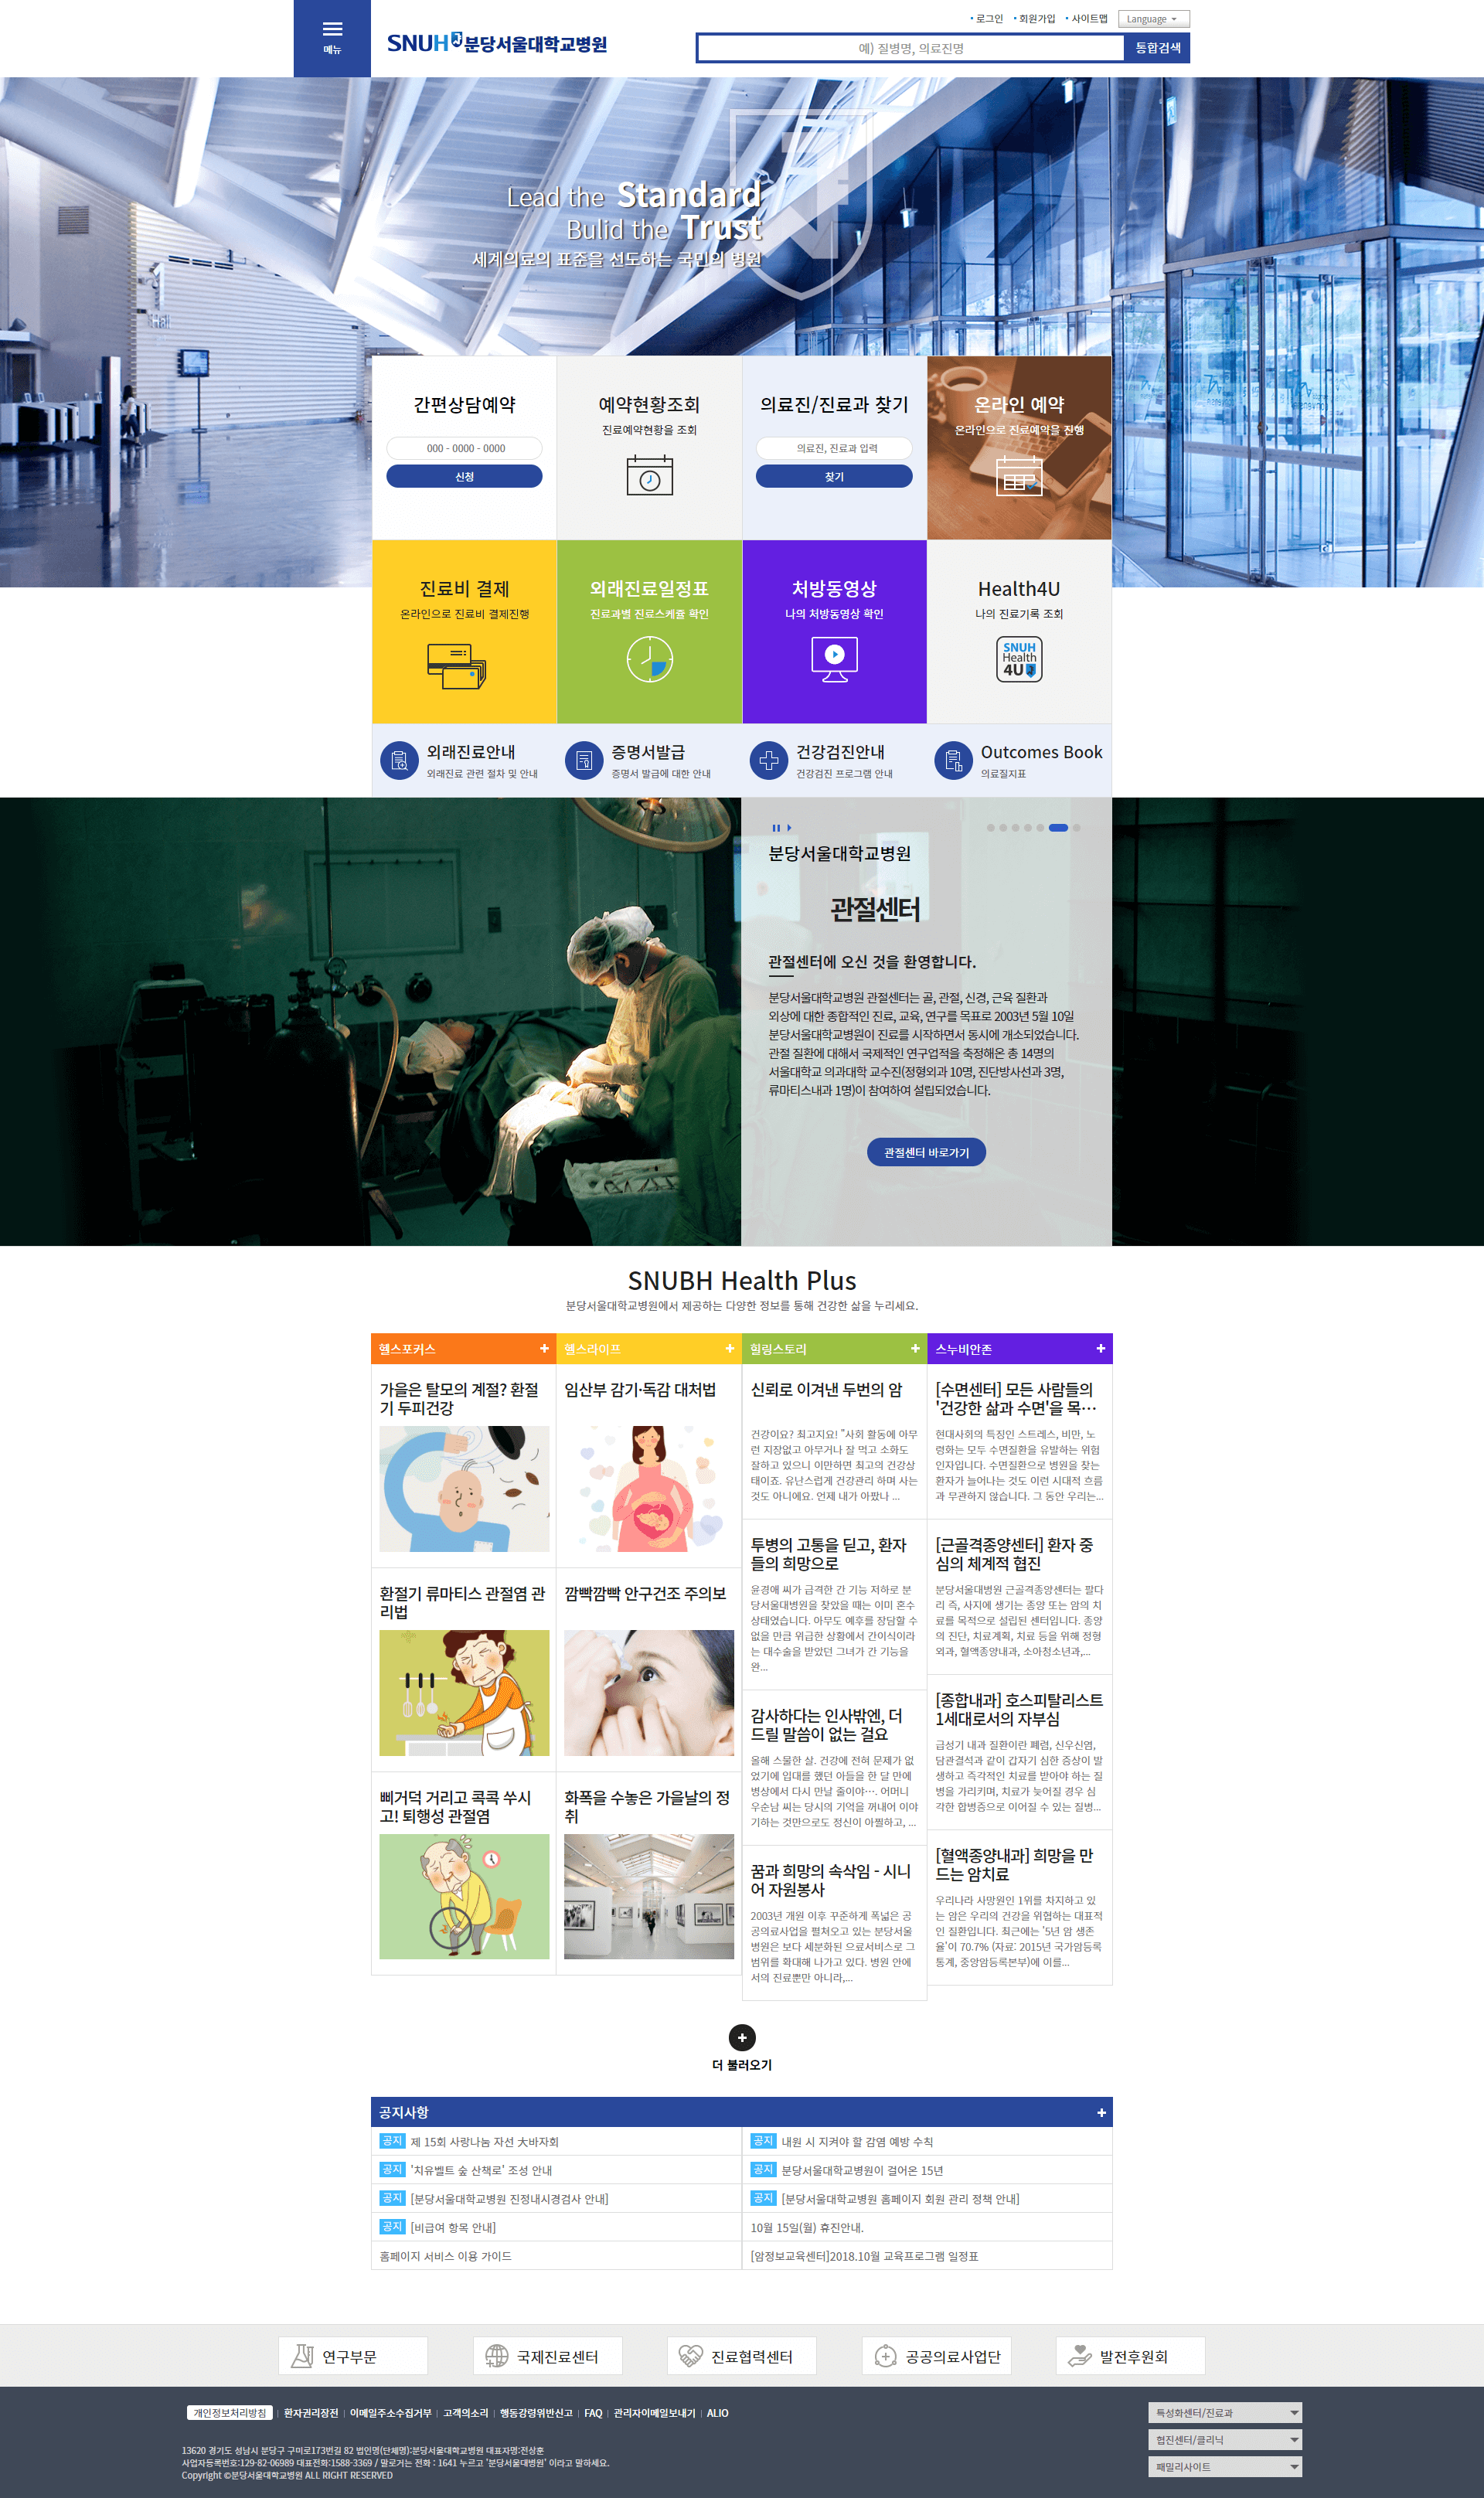 로그인
회원가입
사이트맵
Language
메뉴
SNUH 분당서울대학교병원
예) 질병명, 의료진명
통합검색
Lead the Standard
Bulid the Trust
세계의료의 표준을 선도하는 국민의 병원
간편상담예약
000 - 0000 - 0000
신청
예약현황조회
진료예약현황을 조회
의료진/진료과 찾기
의료진, 진료과 입력
찾기
온라인 예약
온라인으로 진료예약을 진행
진료비 결제
온라인으로 진료비 결제진행
외래진료일정표
진료과별 진료스케쥴 확인
처방동영상
나의 처방동영상 확인
Health4U
나의 진료기록 조회
SNUH
Health
4U
외래진료안내
외래진료 관련 절차 및 안내
증명서발급
증명서 발급에 대한 안내
건강검진안내
건강검진 프로그램 안내
Outcomes Book
의료질지표
분당서울대학교병원
관절센터
관절센터에 오신 것을 환영합니다.
분당서울대학교병원 관절센터는 골, 관절, 신경, 근육 질환과
외상에 대한 종합적인 진료, 교육, 연구를 목표로 2003년 5월 10일
분당서울대학교병원이 진료를 시작하면서 동시에 개소되었습니다.
관절 질환에 대해서 국제적인 연구업적을 축정해온 총 14명의
서울대학교 의과대학 교수진(정형외과 10명, 진단방사선과 3명,
류마티스내과 1명)이 참여하여 설립되었습니다.
관절센터 바로가기
SNUBH Health Plus
분당서울대학교병원에서 제공하는 다양한 정보를 통해 건강한 삶을 누리세요.
헬스포커스
가을은 탈모의 계절? 환절
기 두피건강
환절기 류마티스 관절염 관
리법
삐거덕 거리고 콕콕 쑤시
고! 퇴행성 관절염
헬스라이프
임산부 감기·독감 대처법
깜빡깜빡 안구건조 주의보
화폭을 수놓은 가을날의 정
취
힐링스토리
신뢰로 이겨낸 두번의 암
건강이요? 최고지요! "사회 활동에 아무
런 지장없고 아무거나 잘 먹고 소화도
잘하고 있으니 이만하면 최고의 건강상
태이죠. 유난스럽게 건강관리 하며 사는
것도 아니에요. 언제 내가 아팠나 ...
투병의 고통을 딛고, 환자
들의 희망으로
윤경애 씨가 급격한 간 기능 저하로 분
당서울대병원을 찾았을 때는 이미 혼수
상태였습니다. 아무도 예후를 장담할 수
없을 만큼 위급한 상황에서 간이식이라
는 대수술을 받았던 그녀가 간 기능을
완...
감사하다는 인사밖엔, 더
드릴 말씀이 없는 걸요
올해 스물한 살. 건강에 전혀 문제가 없
었기에 입대를 했던 아들을 한 달 만에
병상에서 다시 만날 줄이야…. 어머니
우순남 씨는 당시의 기억을 꺼내어 이야
기하는 것만으로도 정신이 아찔하고, ...
꿈과 희망의 속삭임 - 시니
어 자원봉사
2003년 개원 이후 꾸준하게 폭넓은 공
공의료사업을 펼쳐오고 있는 분당서울
병원은 보다 세분화된 으료서비스로 그
범위를 확대해 나가고 있다. 병원 안에
서의 진료뿐만 아니라,...
스누비안존
[수면센터] 모든 사람들의
'건강한 삶과 수면'을 목…
현대사회의 특징인 스트레스, 비만, 노
령화는 모두 수면질환을 유발하는 위험
인자입니다. 수면질환으로 병원을 찾는
환자가 늘어나는 것도 이런 시대적 흐름
과 무관하지 않습니다. 그 동안 우리는...
[근골격종양센터] 환자 중
심의 체계적 협진
분당서울대병원 근골격종양센터는 팔다
리 즉, 사지에 생기는 종양 또는 암의 치
료를 목적으로 설립된 센터입니다. 종양
의 진단, 치료계획, 치료 등을 위해 정형
외과, 혈액종양내과, 소아청소년과,...
[종합내과] 호스피탈리스트
1세대로서의 자부심
급성기 내과 질환이란 폐렴, 신우신염,
담관결석과 같이 갑자기 심한 증상이 발
생하고 즉각적인 치료를 받아야 하는 질
병을 가리키며, 치료가 늦어질 경우 심
각한 합병증으로 이어질 수 있는 질병...
[혈액종양내과] 희망을 만
드는 암치료
우리나라 사망원인 1위를 차지하고 있
는 암은 우리의 건강을 위협하는 대표적
인 질환입니다. 최근에는 '5년 암 생존
율'이 70.7% (자료: 2015년 국가암등록
통계, 중앙암등록본부)에 이를...
더 불러오기
공지사항
공지 제 15회 사랑나눔 자선 大바자회
공지 '치유벨트 숲 산책로' 조성 안내
공지 [분당서울대학교병원 진정내시경검사 안내]
공지 [비급여 항목 안내]
홈페이지 서비스 이용 가이드
공지 내원 시 지켜야 할 감염 예방 수칙
공지 분당서울대학교병원이 걸어온 15년
공지 [분당서울대학교병원 홈페이지 회원 관리 정책 안내]
10월 15일(월) 휴진안내.
[암정보교육센터]2018.10월 교육프로그램 일정표
연구부문
국제진료센터
진료협력센터
공공의료사업단
발전후원회
개인정보처리방침
환자권리장전
이메일주소수집거부
고객의소리
행동강령위반신고
FAQ
관리자이메일보내기
ALIO
13620 경기도 성남시 분당구 구미로173번길 82 법인명(단체명):분당서울대학교병원 대표자명:전상훈
사업자등록번호:129-82-06989 대표전화:1588-3369 / 말로거는 전화 : 1641 누르고 '분당서울대병원' 이라고 말하세요.
Copyright ©분당서울대학교병원 ALL RIGHT RESERVED
특성화센터/진료과
협진센터/클리닉
패밀리사이트